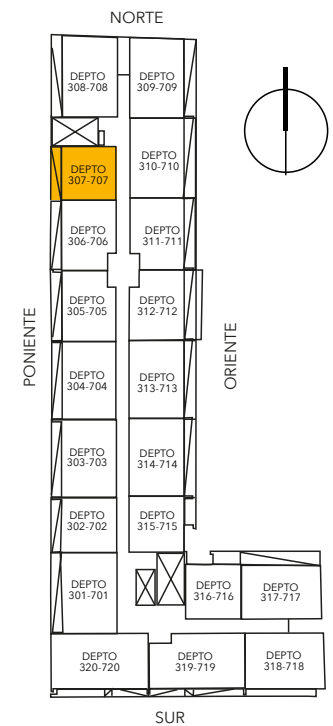 NORTE
DEPTO
308-708
DEPTO
309-709
DEPTO
310-710
DEPTO
307-707
DEPTO
306-706
DEPTO
311-711
DEPTO
305-705
DEPTO
312-712
PONIENTE
ORIENTE
DEPTO
304-704
DEPTO
313-713
DEPTO
303-703
DEPTO
314-714
DEPTO
302-702
DEPTO
315-715
DEPTO
301-701
DEPTO
316-716
DEPTO
317-717
DEPTO
320-720
DEPTO
319-719
DEPTO
318-718
SUR